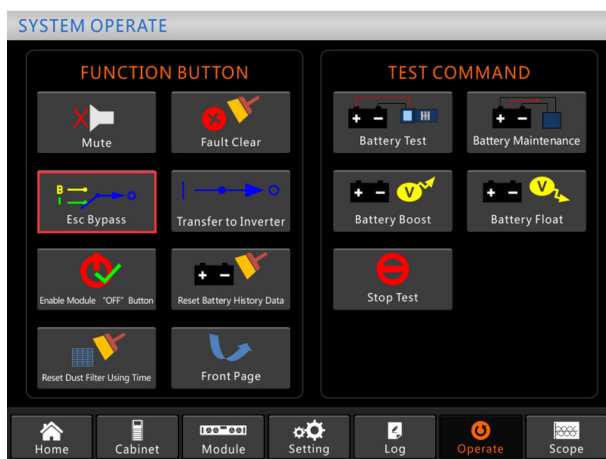 SYSTEM OPERATE
FUNCTION BUTTON
Mute
Fault Clear
B
I
Esc Bypass
Transfer to Inverter
Enable Module "OFF" Button
Reset Battery History Data
Reset Dust Filter Using Time
Front Page
TEST COMMAND
Battery Test
Battery Maintenance
V
Battery Boost
V
Battery Float
Stop Test
Home
Cabinet
Module
Setting
Log
Operate
Scope